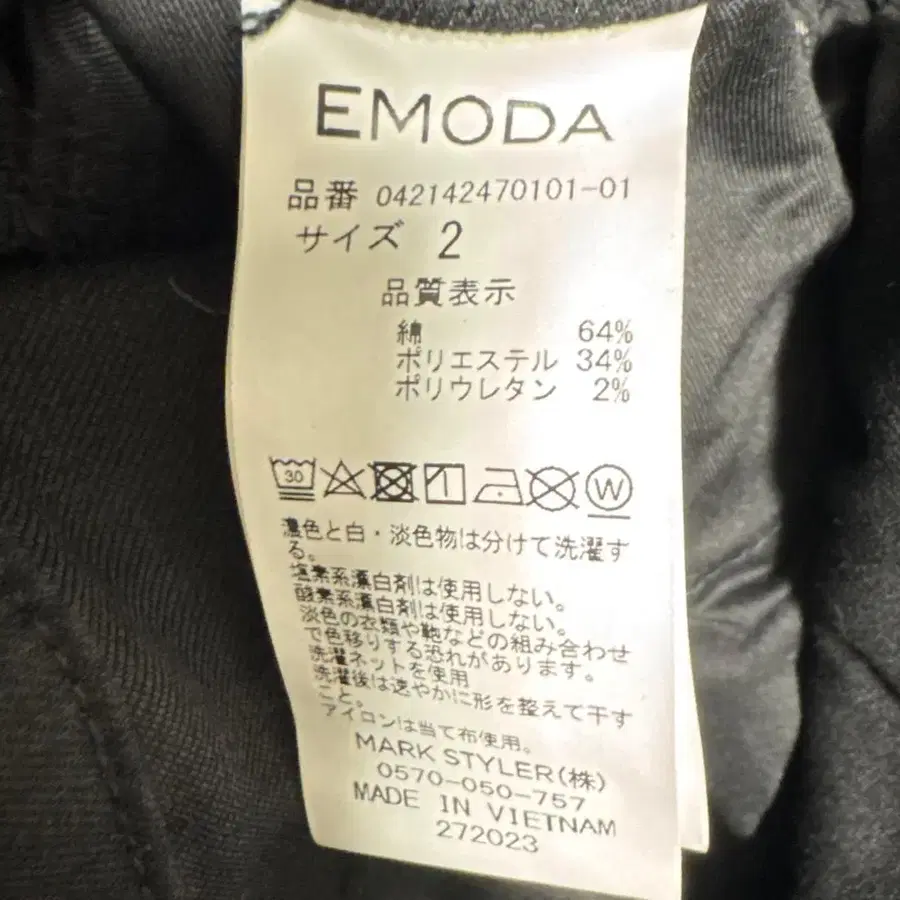 EMODA
品番 042142470101-01
サイズ 2
品質表示
綿 64%
ポリエステル 34%
ポリウレタン 2%
30
W
濃色と白・淡色物は分けて洗濯す
る。
塩素系漂白剤は使用しない。
酸素系漂白剤は使用しない。
淡色の衣類や鞄などの組み合わせ
で色移りする恐れがあります。
洗濯ネットを使用
洗濯後は速やかに形を整えて干す
こと。
アイロンは当て布使用。
MARK STYLER(株)
0570-050-757
MADE IN VIETNAM
272023